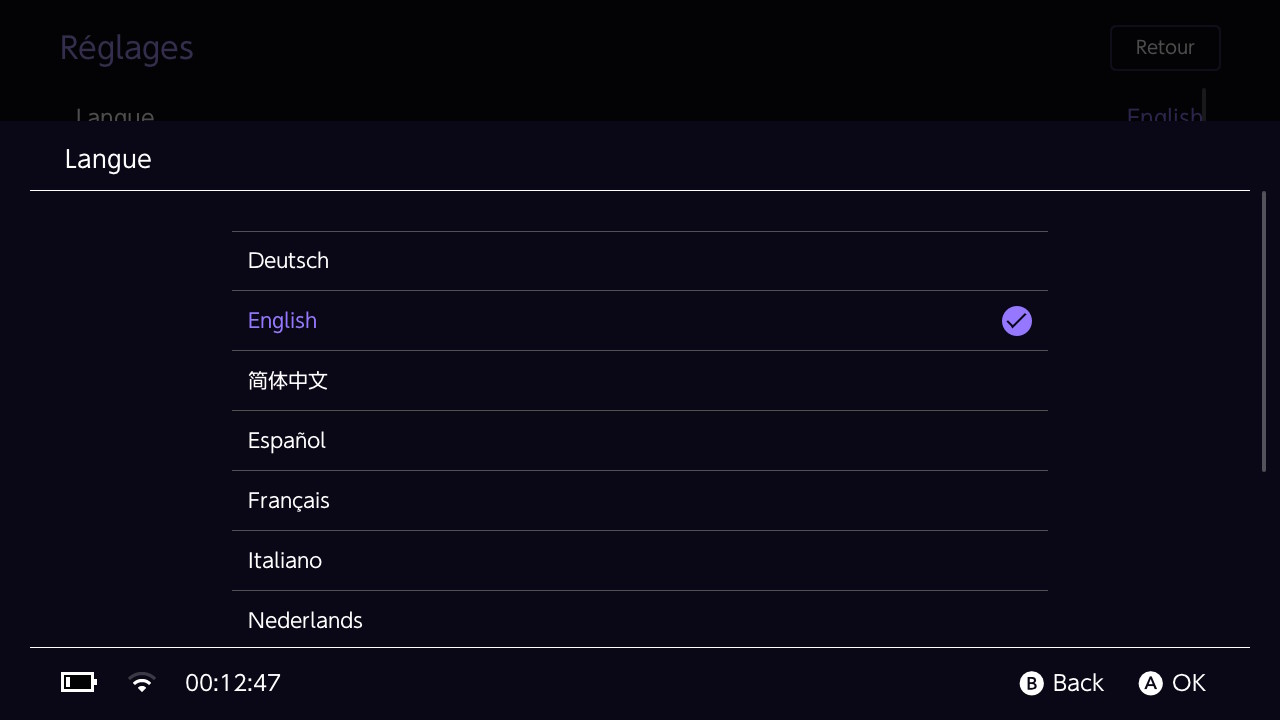 Réglages
Retour
Langue
English
Langue
Deutsch
English
简体中文
Español
Français
Italiano
Nederlands
00:12:47
B Back
A OK